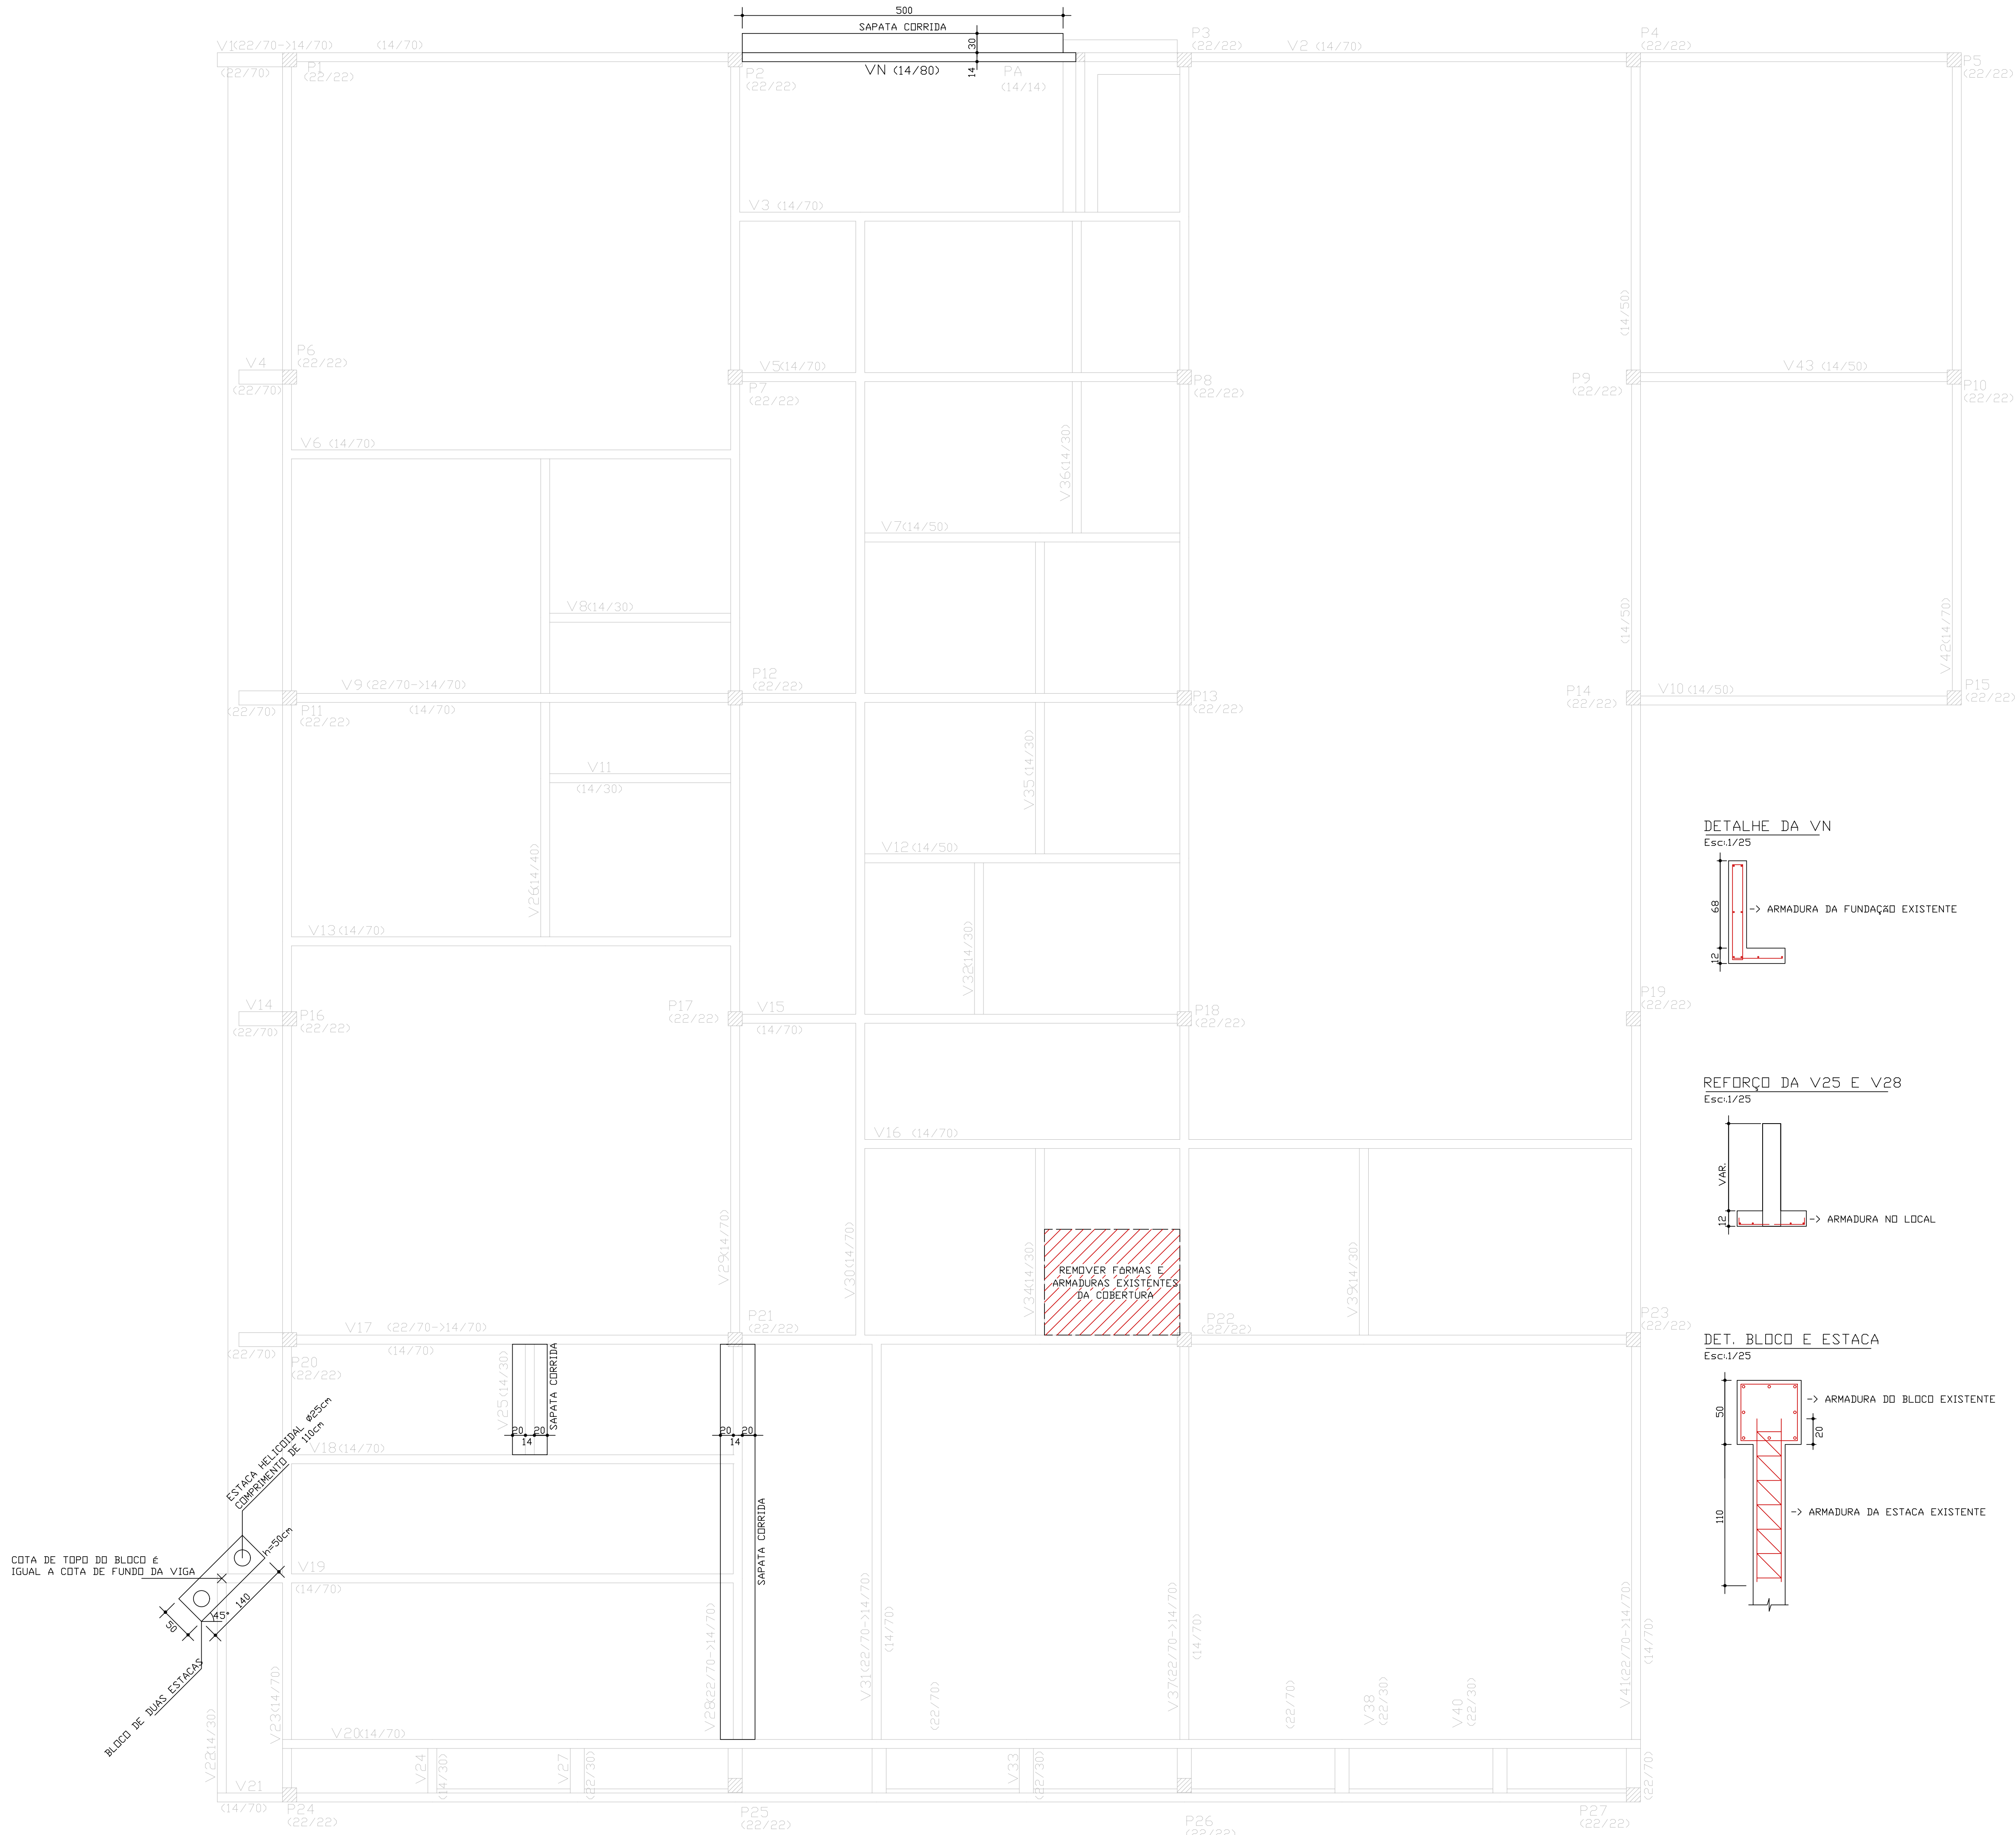 500
SAPATA CORRIDA
30
14
VN (14/80)
V1(22/70->14/70)
(14/70)
(22/70)
P1
(22/22)
P2
(22/22)
PA
(14/14)
P3
(22/22)
V2 (14/70)
P4
(22/22)
P5
(22/22)
V3 (14/70)
(14/50)
P6
(22/22)
V4
(22/70)
V5(14/70)
P7
(22/22)
P8
(22/22)
P9
(22/22)
V43 (14/50)
P10
(22/22)
V6 (14/70)
V36(14/30)
V7(14/50)
V8(14/30)
(14/50)
V42(14/70)
V9 (22/70->14/70)
(14/70)
(22/70)
P11
(22/22)
P12
(22/22)
P13
(22/22)
P14
(22/22)
V10 (14/50)
P15
(22/22)
V11
(14/30)
V35 (14/30)
V26(14/40)
V12 (14/50)
DETALHE DA VN
Esc:.1/25
68
12
-> ARMADURA DA FUNDAÇÃO EXISTENTE
V13 (14/70)
V32(14/30)
V14
(22/70)
P16
(22/22)
P17
(22/22)
V15
(14/70)
P18
(22/22)
P19
(22/22)
REFORÇO DA V25 E V28
Esc:.1/25
VAR.
12
-> ARMADURA NO LOCAL
V16 (14/70)
V29(14/70)
V30(14/70)
V34(14/30)
V39(14/30)
REMOVER FÔRMAS E
ARMADURAS EXISTENTES
DA COBERTURA
V17 (22/70->14/70)
(14/70)
(22/70)
P20
(22/22)
P21
(22/22)
P22
(22/22)
P23
(22/22)
DET. BLOCO E ESTACA
Esc:.1/25
50
20
110
-> ARMADURA DO BLOCO EXISTENTE
-> ARMADURA DA ESTACA EXISTENTE
V25(14/30)
SAPATA CORRIDA
20
14
20
20
14
20
SAPATA CORRIDA
V18(14/70)
ESTACA HELICOIDAL Ø25cm
COMPRIMENTO DE 110cm
h=50cm
COTA DE TOPO DO BLOCO É
IGUAL A COTA DE FUNDO DA VIGA
45°
140
50
BLOCO DE DUAS ESTACAS
V19
(14/70)
V28(22/70->14/70)
V31(22/70->14/70)
(14/70)
V37(22/70->14/70)
(14/70)
V41(22/70->14/70)
(14/70)
V23(14/70)
V22(14/30)
V20(14/70)
(22/70)
(22/70)
V38
(22/30)
V40
(22/30)
V24
(14/30)
V27
(22/30)
V33
(22/30)
(22/70)
V21
(14/70)
P24
(22/22)
P25
(22/22)
P26
(22/22)
P27
(22/22)